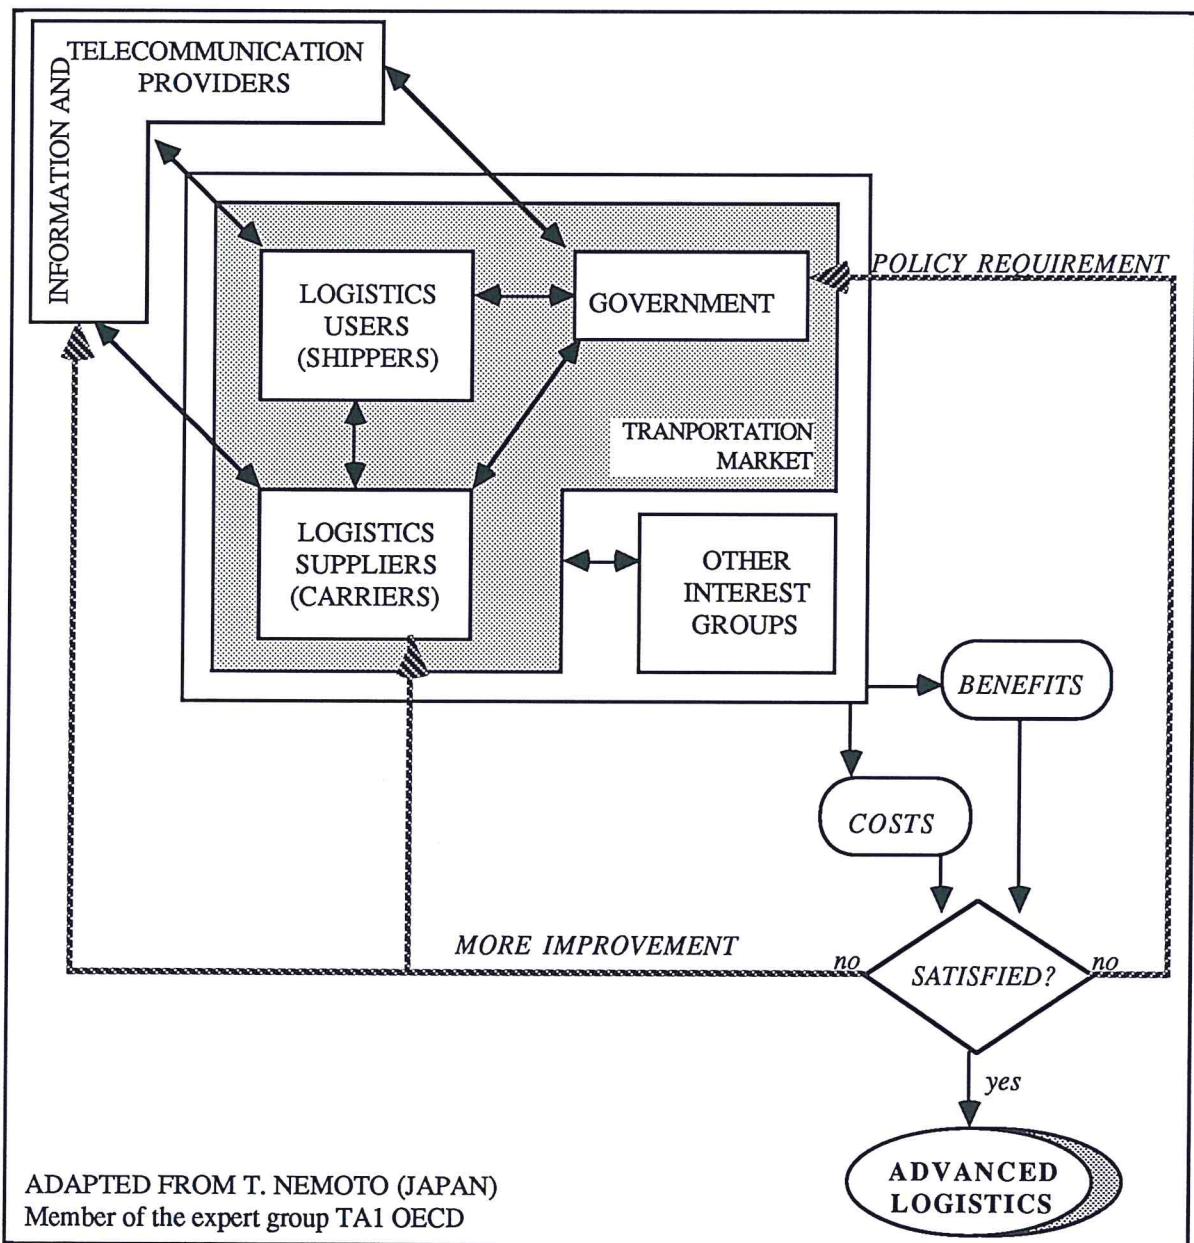 TELECOMMUNICATION
PROVIDERS
INFORMATION AND
LOGISTICS
USERS
(SHIPPERS)
GOVERNMENT
POLICY REQUIREMENT
TRANPORTATION
MARKET
LOGISTICS
SUPPLIERS
(CARRIERS)
OTHER
INTEREST
GROUPS
BENEFITS
COSTS
MORE IMPROVEMENT
no
SATISFIED?
no
yes
ADVANCED
LOGISTICS
ADAPTED FROM T. NEMOTO (JAPAN)
Member of the expert group TA1 OECD